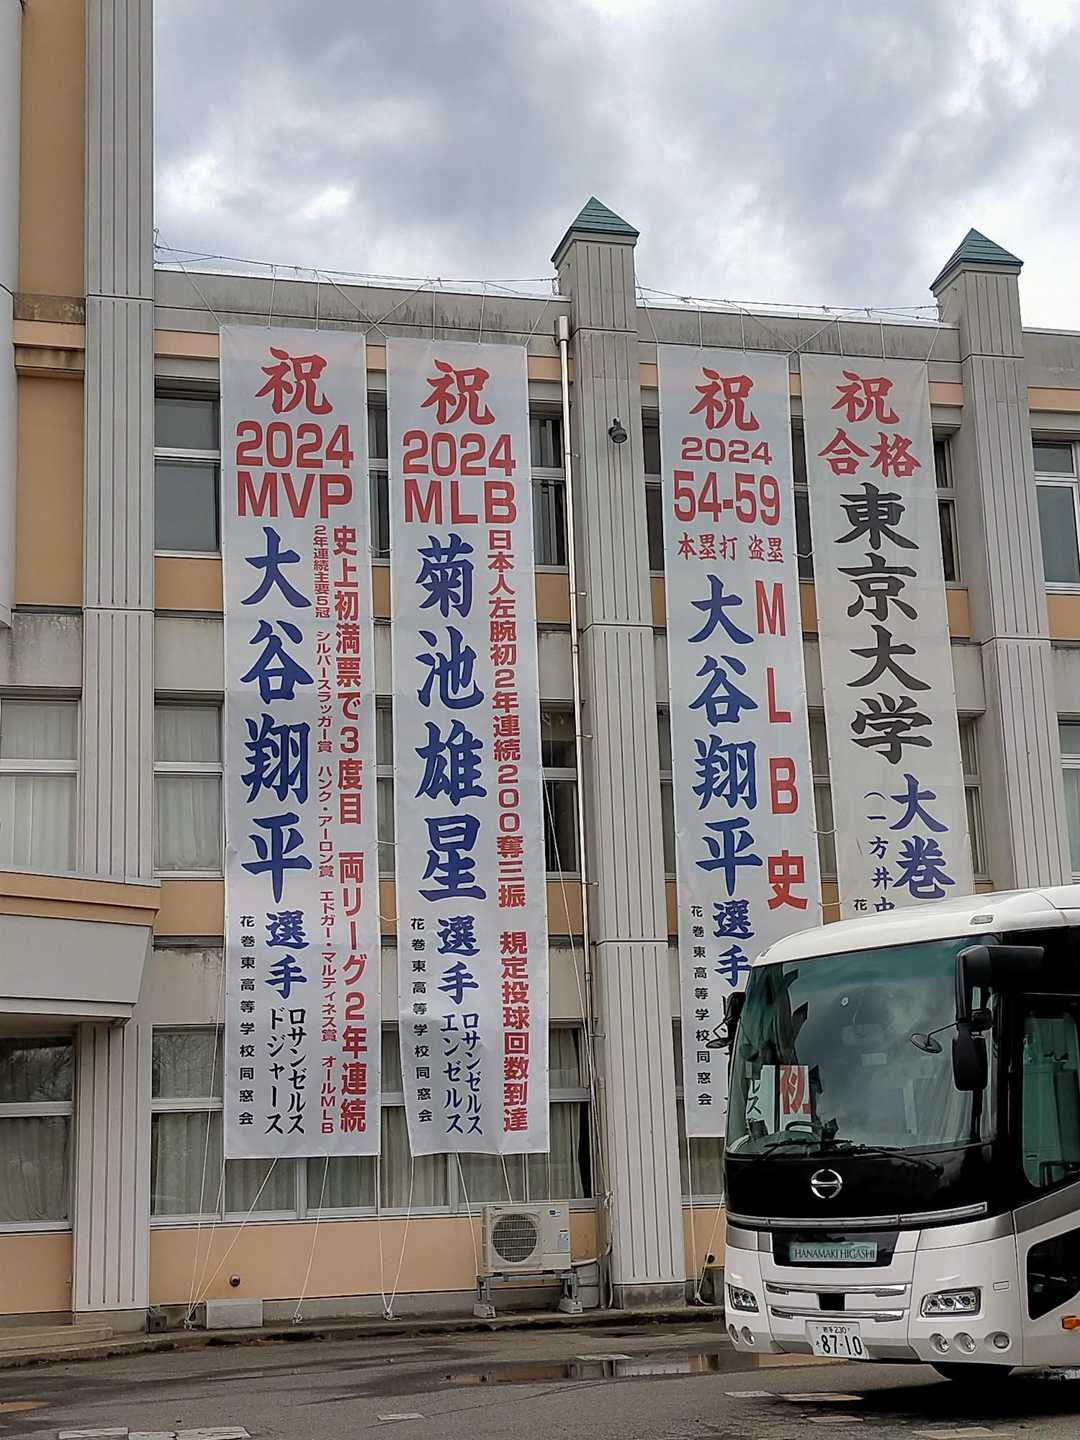 祝
2024
MVP
史上初満票で3度目 両リーグ2年連続
2年連続主要5冠 シルバースラッガー賞 ハンク・アーロン賞 エドガー・マルティネス賞 オールMLB
大谷翔平選手
ロサンゼルス
ドジャース
花巻東高等学校同窓会
祝
2024
MLB
日本人左腕初2年連続200奪三振 規定投球回数到達
菊池雄星選手
ロサンゼルス
エンゼルス
花巻東高等学校同窓会
祝
2024
54-59
本塁打 盗塁
MLB史初
大谷翔平選手
花巻東高等学校同窓会
祝
合格
東京大学
大巻
(一方井中
花
HANAMAKI HIGASHI
岩手 230
87-10